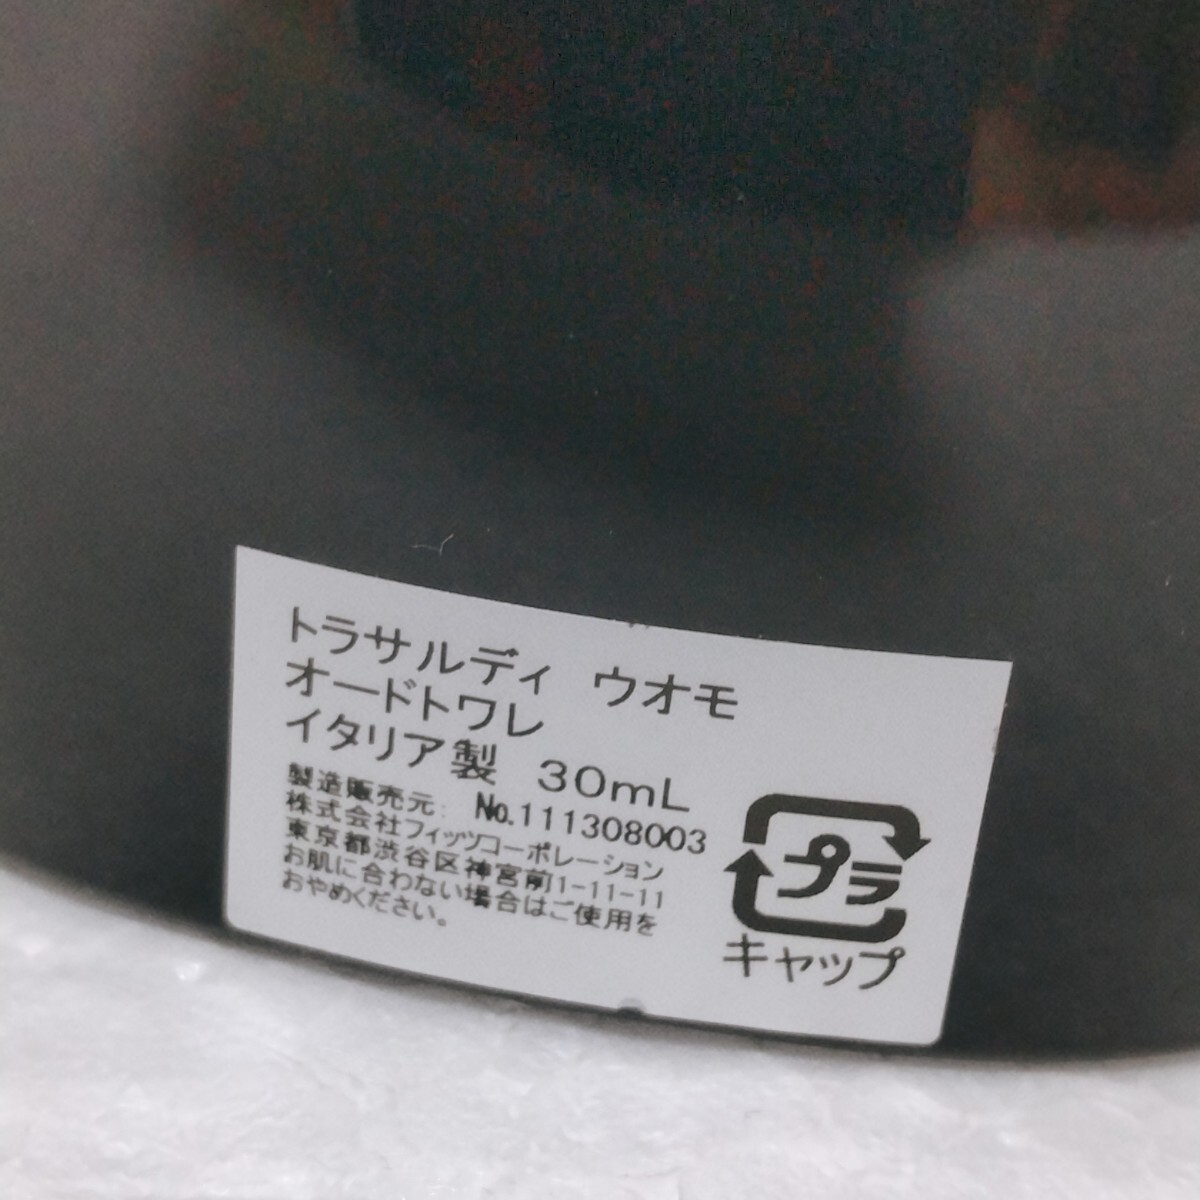 トラサルディ ウオモ
オードトワレ
イタリア製 30mL
製造販売元: No.111308003
株式会社フィッツコーポレーション
東京都渋谷区神宮前1-11-11
お肌に合わない場合はご使用を
おやめください。
プラ
キャップ